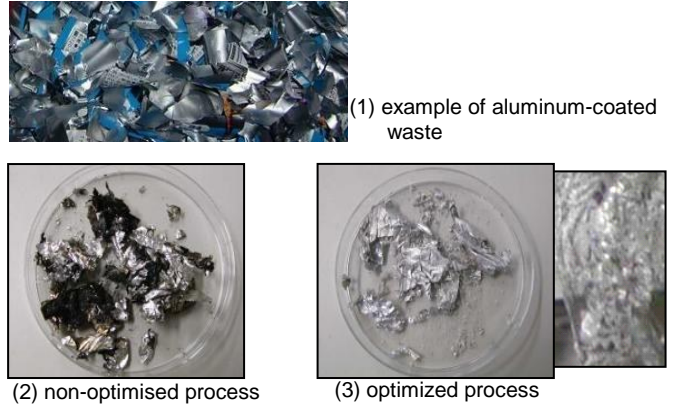 (1) example of aluminum-coated
waste
(2) non-optimised process
(3) optimized process